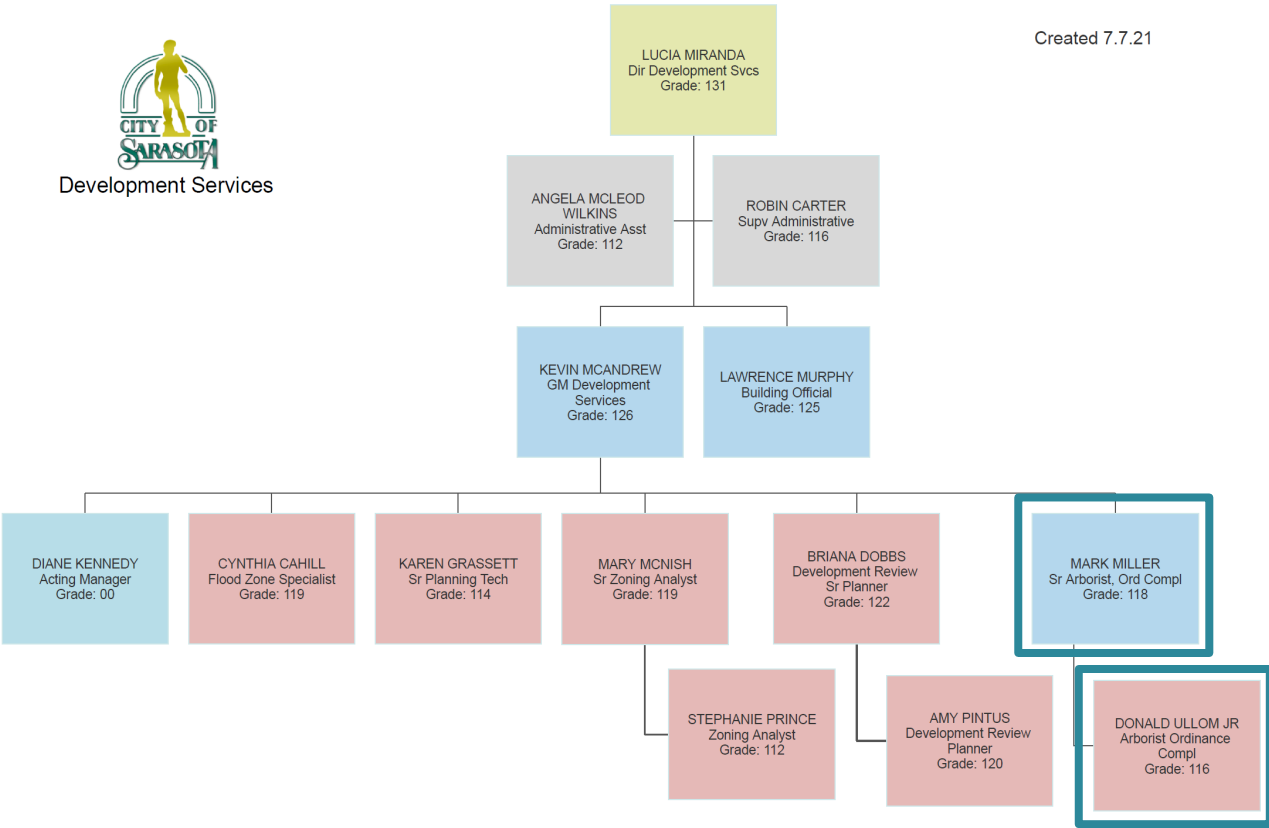 Created 7.7.21
CITY OF
SARASOTA
Development Services
LUCIA MIRANDA
Dir Development Svcs
Grade: 131
ANGELA MCLEOD
WILKINS
Administrative Asst
Grade: 112
ROBIN CARTER
Supv Administrative
Grade: 116
KEVIN MCANDREW
GM Development
Services
Grade: 126
LAWRENCE MURPHY
Building Official
Grade: 125
DIANE KENNEDY
Acting Manager
Grade: 00
CYNTHIA CAHILL
Flood Zone Specialist
Grade: 119
KAREN GRASSETT
Sr Planning Tech
Grade: 114
MARY MCNISH
Sr Zoning Analyst
Grade: 119
BRIANA DOBBS
Development Review
Sr Planner
Grade: 122
MARK MILLER
Sr Arborist, Ord Compl
Grade: 118
STEPHANIE PRINCE
Zoning Analyst
Grade: 112
AMY PINTUS
Development Review
Planner
Grade: 120
DONALD ULLOM JR
Arborist Ordinance
Compl
Grade: 116